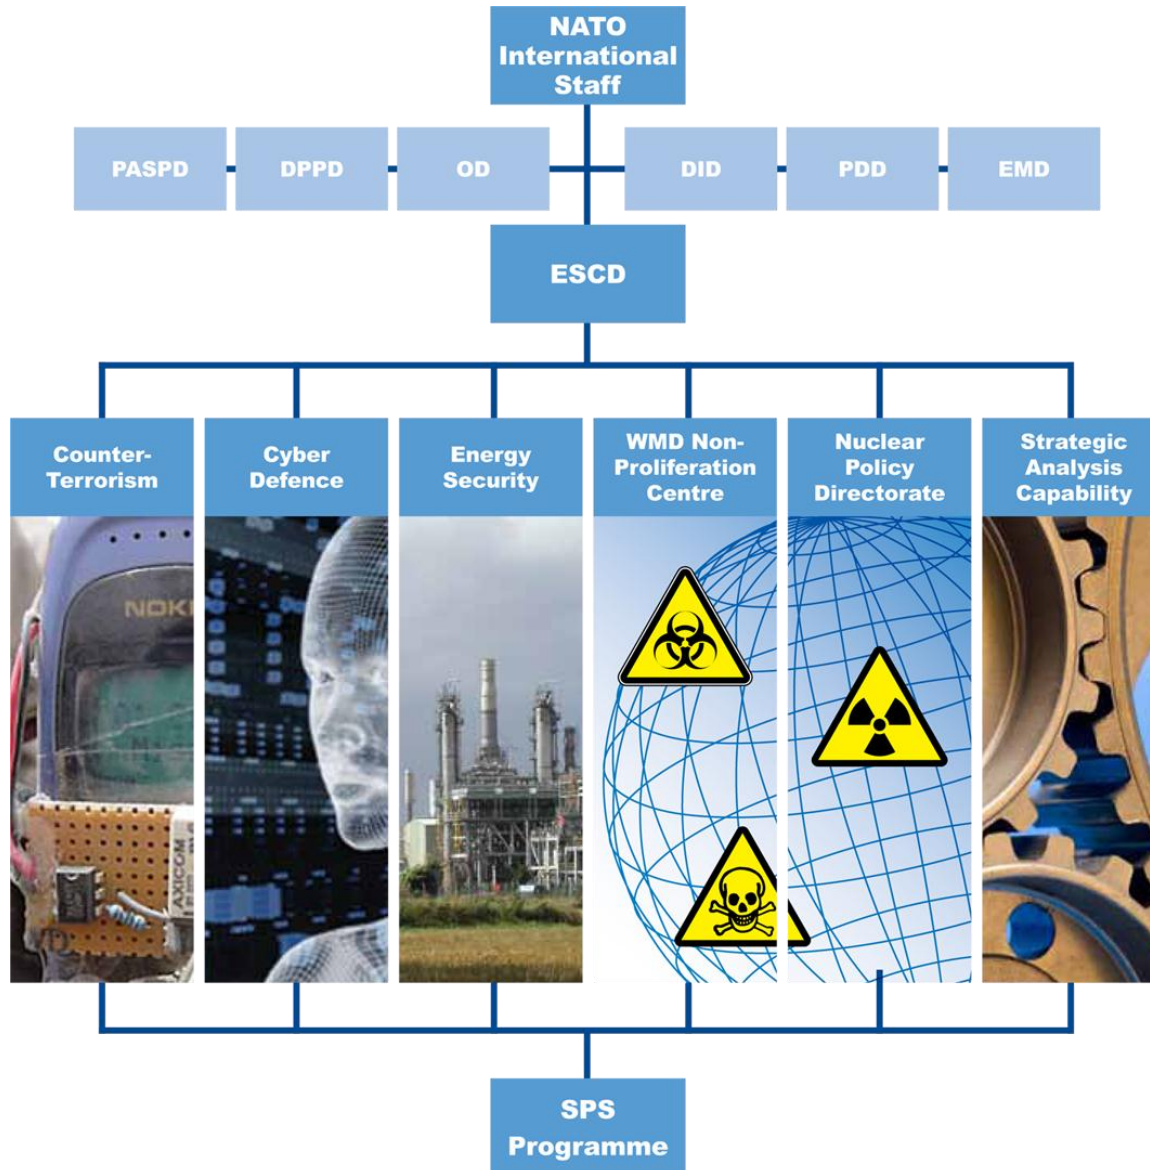 NATO
International
Staff
PASPD
DPPD
OD
DID
PDD
EMD
ESCD
Counter-
Terrorism
Cyber
Defence
Energy
Security
WMD Non-
Proliferation
Centre
Nuclear
Policy
Directorate
Strategic
Analysis
Capability
AXICOM
SPS
Programme